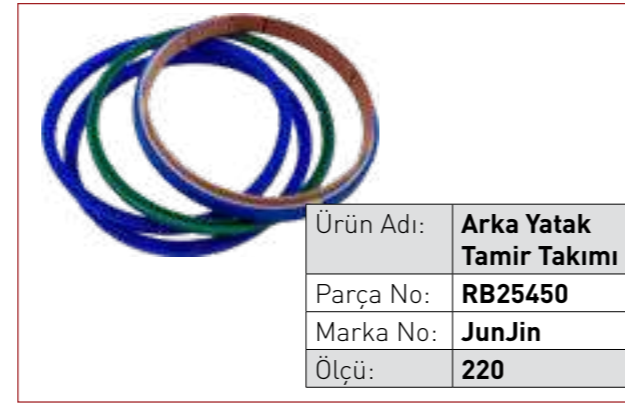 Ürün Adı: Arka Yatak
Tamir Takımı
Parça No: RB25450
Marka No: JunJin
Ölçü: 220